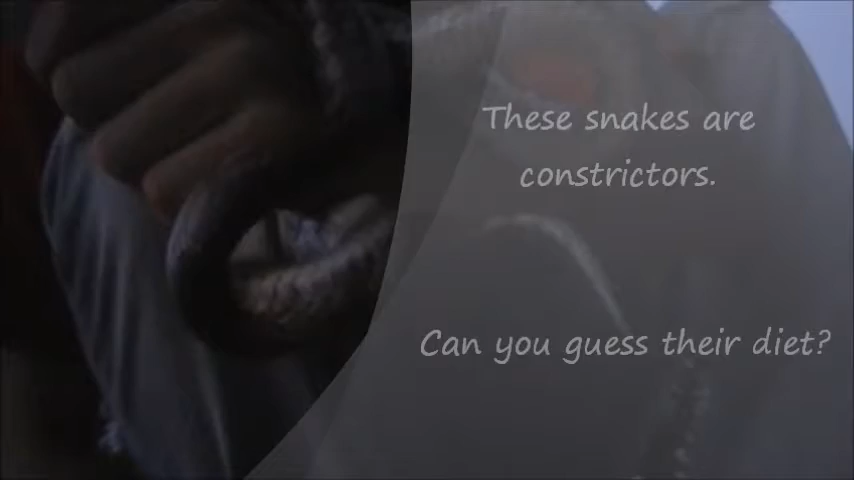 These snakes are
constrictors.
Can you guess their diet?